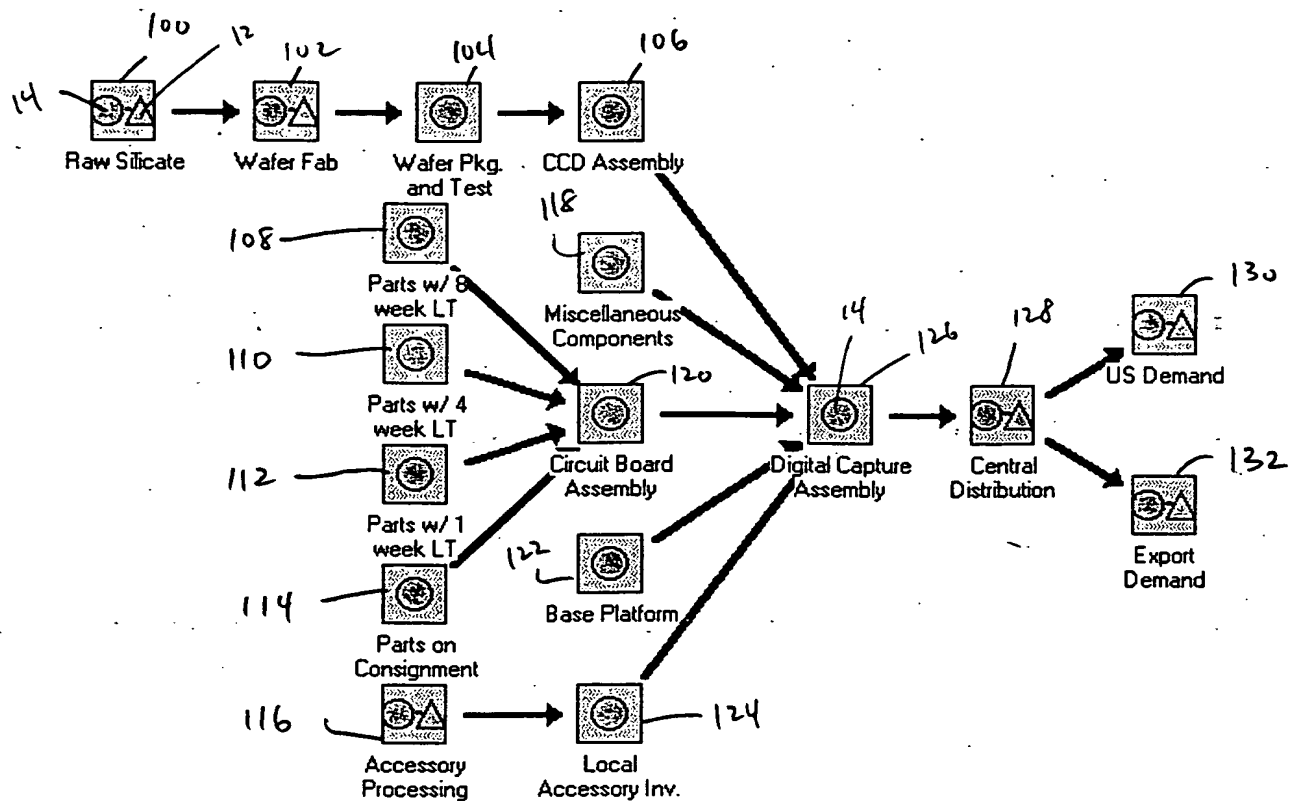 100
12
102
104
106
14
Raw Silicate
Wafer Fab
Wafer Pkg.
and Test
CCD Assembly
108
118
Parts w/ 8
week LT
Miscellaneous
Components
14
126
128
130
US Demand
110
120
Parts w/ 4
week LT
Circuit Board
Assembly
Digital Capture
Assembly
Central
Distribution
132
112
Parts w/ 1
week LT
122
Export
Demand
114
Base Platform
Parts on
Consignment
116
124
Accessory
Processing
Local
Accessory Inv.